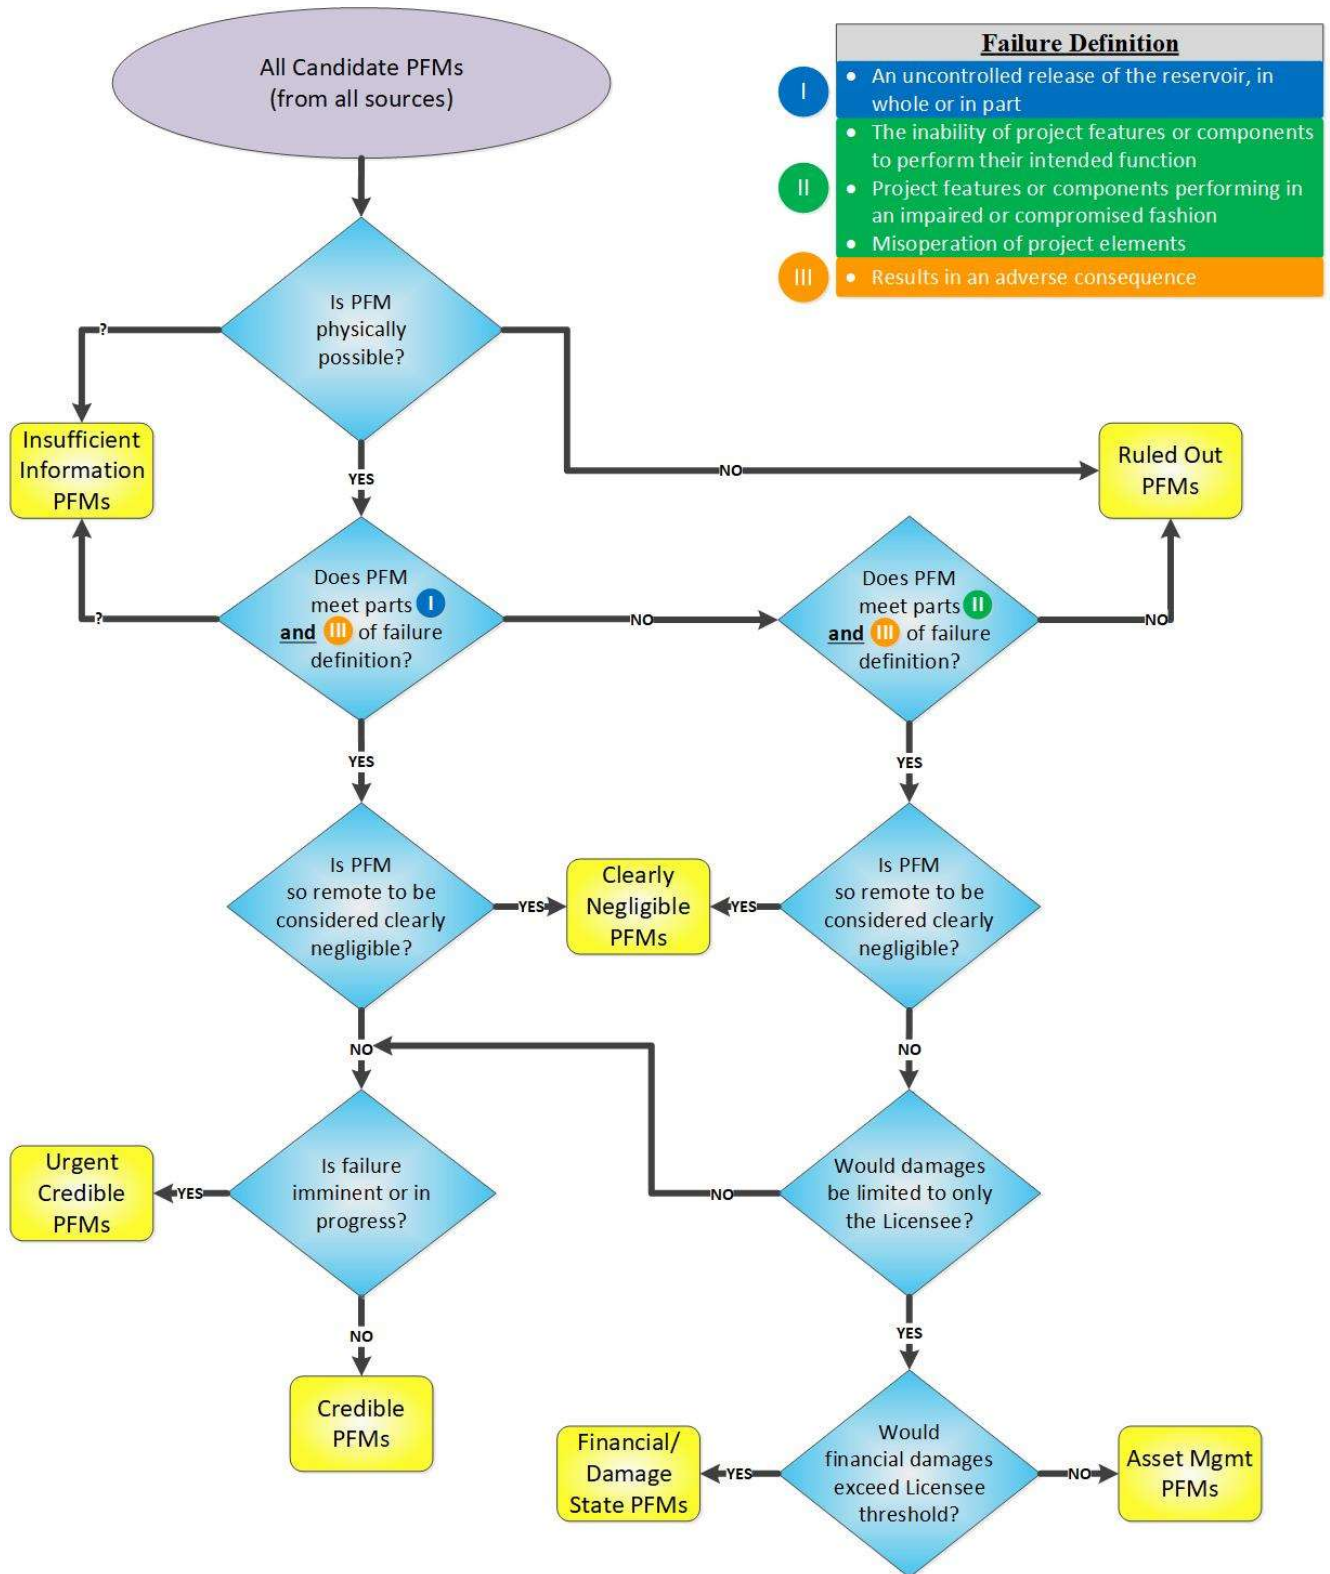 All Candidate PFMs
(from all sources)
Failure Definition
I
• An uncontrolled release of the reservoir, in
whole or in part
II
• The inability of project features or components
to perform their intended function
• Project features or components performing in
an impaired or compromised fashion
• Misoperation of project elements
III
• Results in an adverse consequence
Is PFM
physically
possible?
?
NO
YES
Insufficient
Information
PFMs
Ruled Out
PFMs
Does PFM
meet parts I
and III of failure
definition?
?
NO
Does PFM
meet parts II
and III of failure
definition?
NO
YES
YES
Is PFM
so remote to be
considered clearly
negligible?
YES
Clearly
Negligible
PFMs
YES
Is PFM
so remote to be
considered clearly
negligible?
NO
NO
Urgent
Credible
PFMs
YES
Is failure
imminent or in
progress?
NO
Would damages
be limited to only
the Licensee?
NO
YES
Credible
PFMs
Financial/
Damage
State PFMs
YES
Would
financial damages
exceed Licensee
threshold?
NO
Asset Mgmt
PFMs